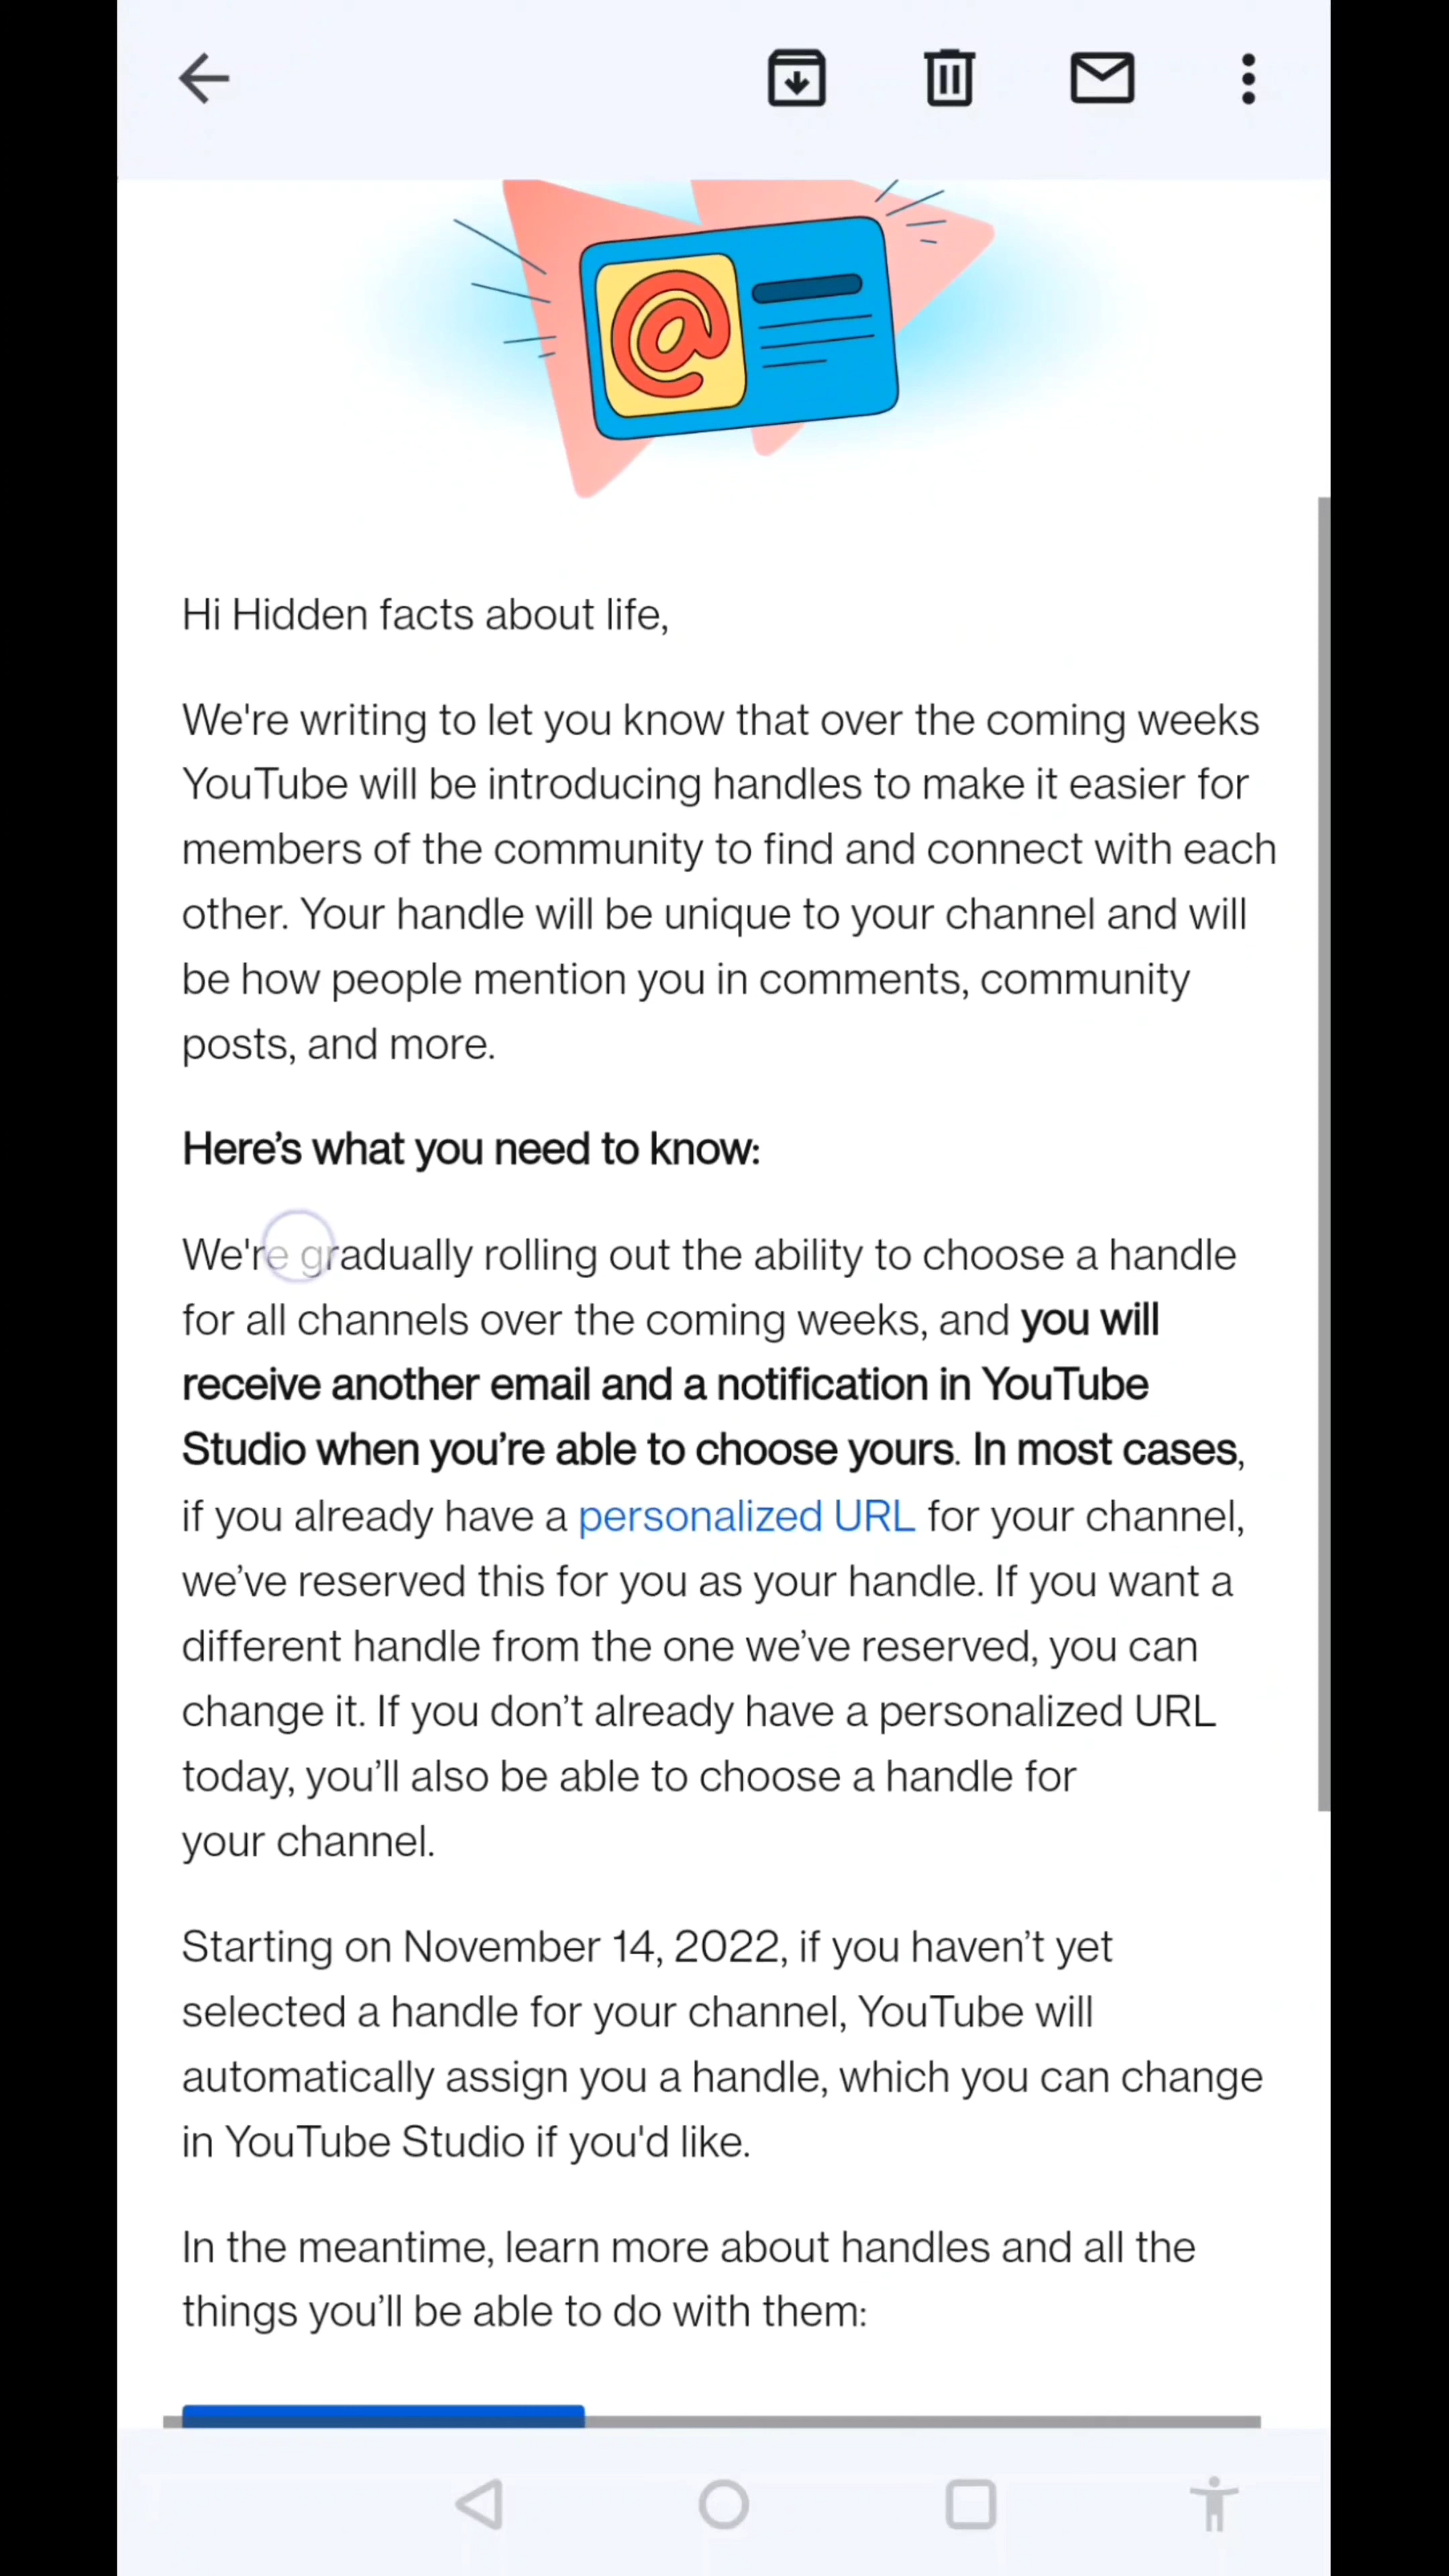 @
Hi Hidden facts about life,
We're writing to let you know that over the coming weeks
YouTube will be introducing handles to make it easier for
members of the community to find and connect with each
other. Your handle will be unique to your channel and will
be how people mention you in comments, community
posts, and more.
Here’s what you need to know:
We're gradually rolling out the ability to choose a handle
for all channels over the coming weeks, and you will
receive another email and a notification in YouTube
Studio when you’re able to choose yours. In most cases,
if you already have a personalized URL for your channel,
we’ve reserved this for you as your handle. If you want a
different handle from the one we’ve reserved, you can
change it. If you don’t already have a personalized URL
today, you’ll also be able to choose a handle for
your channel.
Starting on November 14, 2022, if you haven’t yet
selected a handle for your channel, YouTube will
automatically assign you a handle, which you can change
in YouTube Studio if you'd like.
In the meantime, learn more about handles and all the
things you’ll be able to do with them: